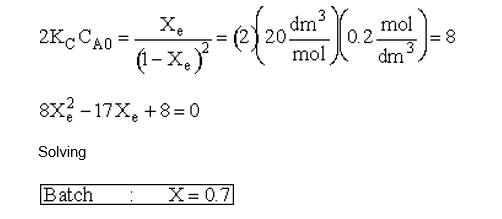 2K_C C_A0 = X_e / (1 − X_e)^2 = (2)(20 dm^3/mol)(0.2 mol/dm^3) = 8
8X_e^2 − 17X_e + 8 = 0
Solving
Batch : X = 0.7